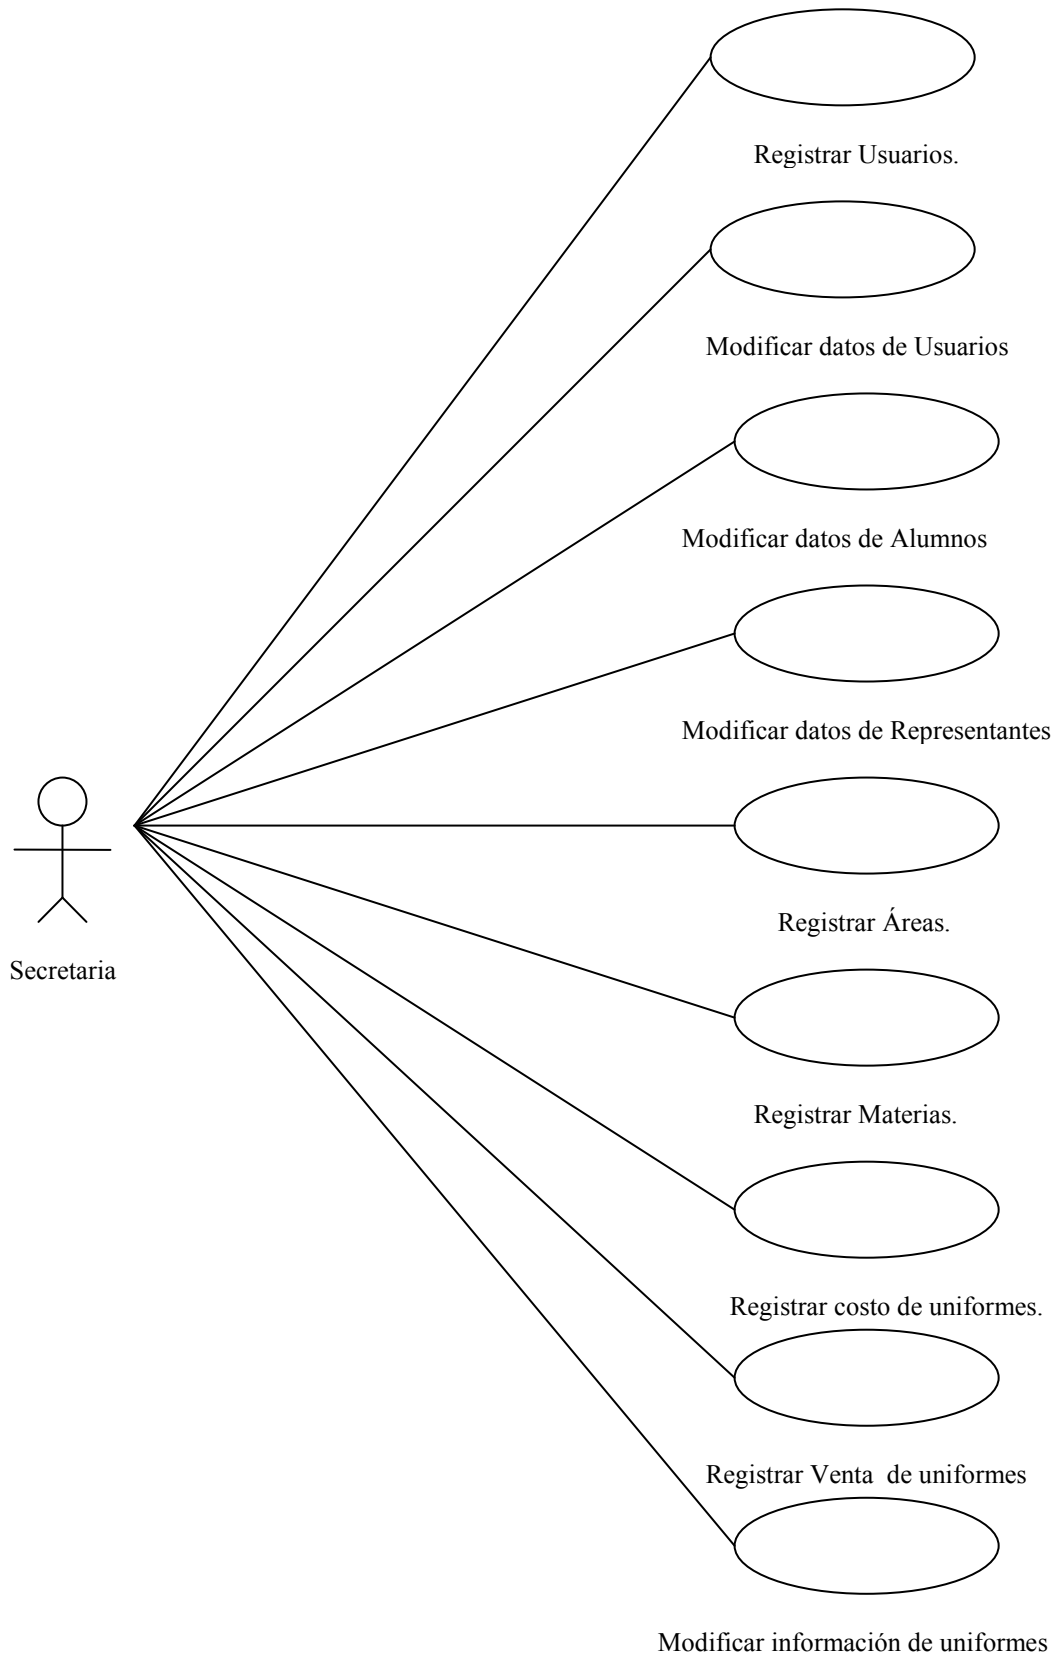 Registrar Usuarios.
Modificar datos de Usuarios
Modificar datos de Alumnos
Modificar datos de Representantes
Registrar Áreas.
Secretaria
Registrar Materias.
Registrar costo de uniformes.
Registrar Venta  de uniformes
Modificar información de uniformes